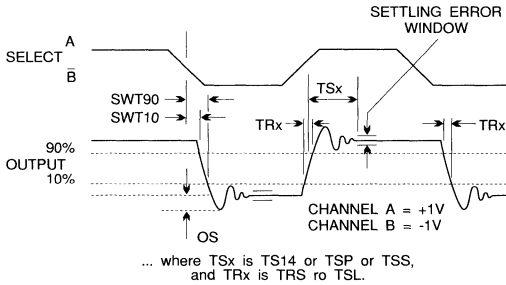 SETTLING ERROR
WINDOW
A
SELECT
B̅
TSx
SWT90
SWT10
TRx
TRx
90%
OUTPUT
10%
CHANNEL A = +1V
CHANNEL B = -1V
OS
... where TSx is TS14 or TSP or TSS,
and TRx is TRS ro TSL.